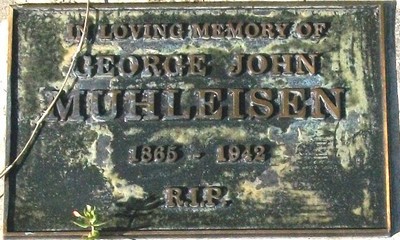 IN LOVING MEMORY OF
GEORGE JOHN
MUHLEISEN
1865 - 1942
R.I.P.